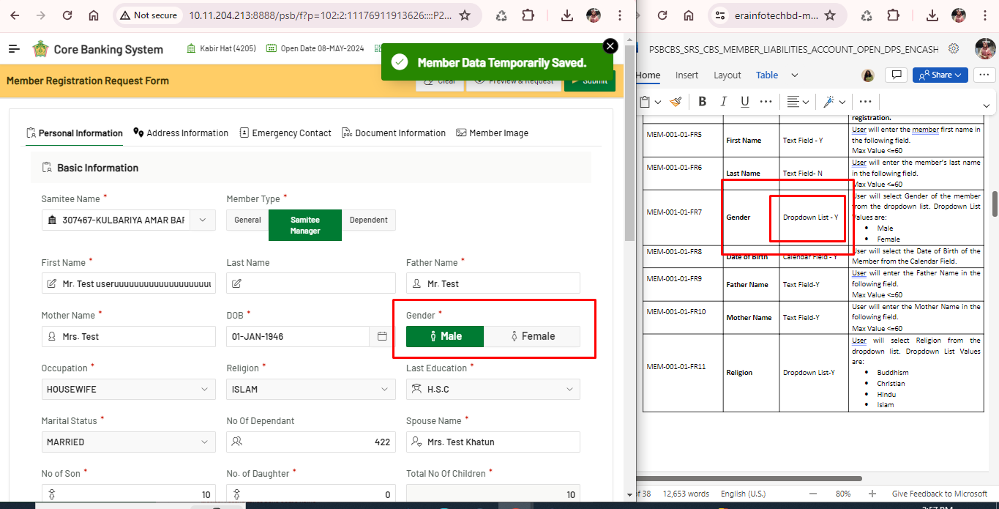 Not secure
10.11.204.213:8888/psb/f?p=102:2:11176911913626::::P2...
erainfotechbd-m...
Core Banking System
Kabir Hat (4205)
Open Date 08-MAY-2024
Member Data Temporarily Saved.
Member Registration Request Form
Clear
Preview & Request
Submit
Personal Information
Address Information
Emergency Contact
Document Information
Member Image
Basic Information
Samitee Name *
Member Type *
307467-KULBARIYA AMAR BAR
General
Samitee
Manager
Dependent
First Name *
Last Name
Father Name *
Mr. Test useruuuuuuuuuuuuuuuuuuu
Mr. Test
Mother Name *
DOB *
Gender *
Mrs. Test
01-JAN-1946
Male
Female
Occupation *
Religion *
Last Education *
HOUSEWIFE
ISLAM
H.S.C
Marital Status *
No Of Dependant
Spouse Name *
MARRIED
422
Mrs. Test Khatun
No of Son *
No. of Daughter *
Total No Of Children *
10
0
10
PSBCBS_SRS_CBS_MEMBER_LIABILITIES_ACCOUNT_OPEN_DPS_ENCASH
Home
Insert
Layout
Table
Share
B
I
U
registration.
MEM-001-01-FR5
First Name
Text Field - Y
User will enter the member first name in
the following field.
Max Value <=60
MEM-001-01-FR6
Last Name
Text Field- N
User will enter the member's last name
in the following field.
Max Value <=60
MEM-001-01-FR7
Gender
Dropdown List - Y
User will select Gender of the member
from the dropdown list. Dropdown List
Values are:
• Male
• Female
MEM-001-01-FR8
Date of Birth
Calendar Field - Y
User will select the Date of Birth of the
Member from the Calendar Field.
MEM-001-01-FR9
Father Name
Text Field-Y
User will enter the Father Name in the
following field.
Max Value <=60
MEM-001-01-FR10
Mother Name
Text Field-Y
User will enter the Mother Name in the
following field.
Max Value <=60
MEM-001-01-FR11
Religion
Dropdown List-Y
User will select Religion from the
dropdown list. Dropdown List Values
are:
• Buddhism
• Christian
• Hindu
• Islam
of 38
12,653 words
English (U.S.)
80%
Give Feedback to Microsoft